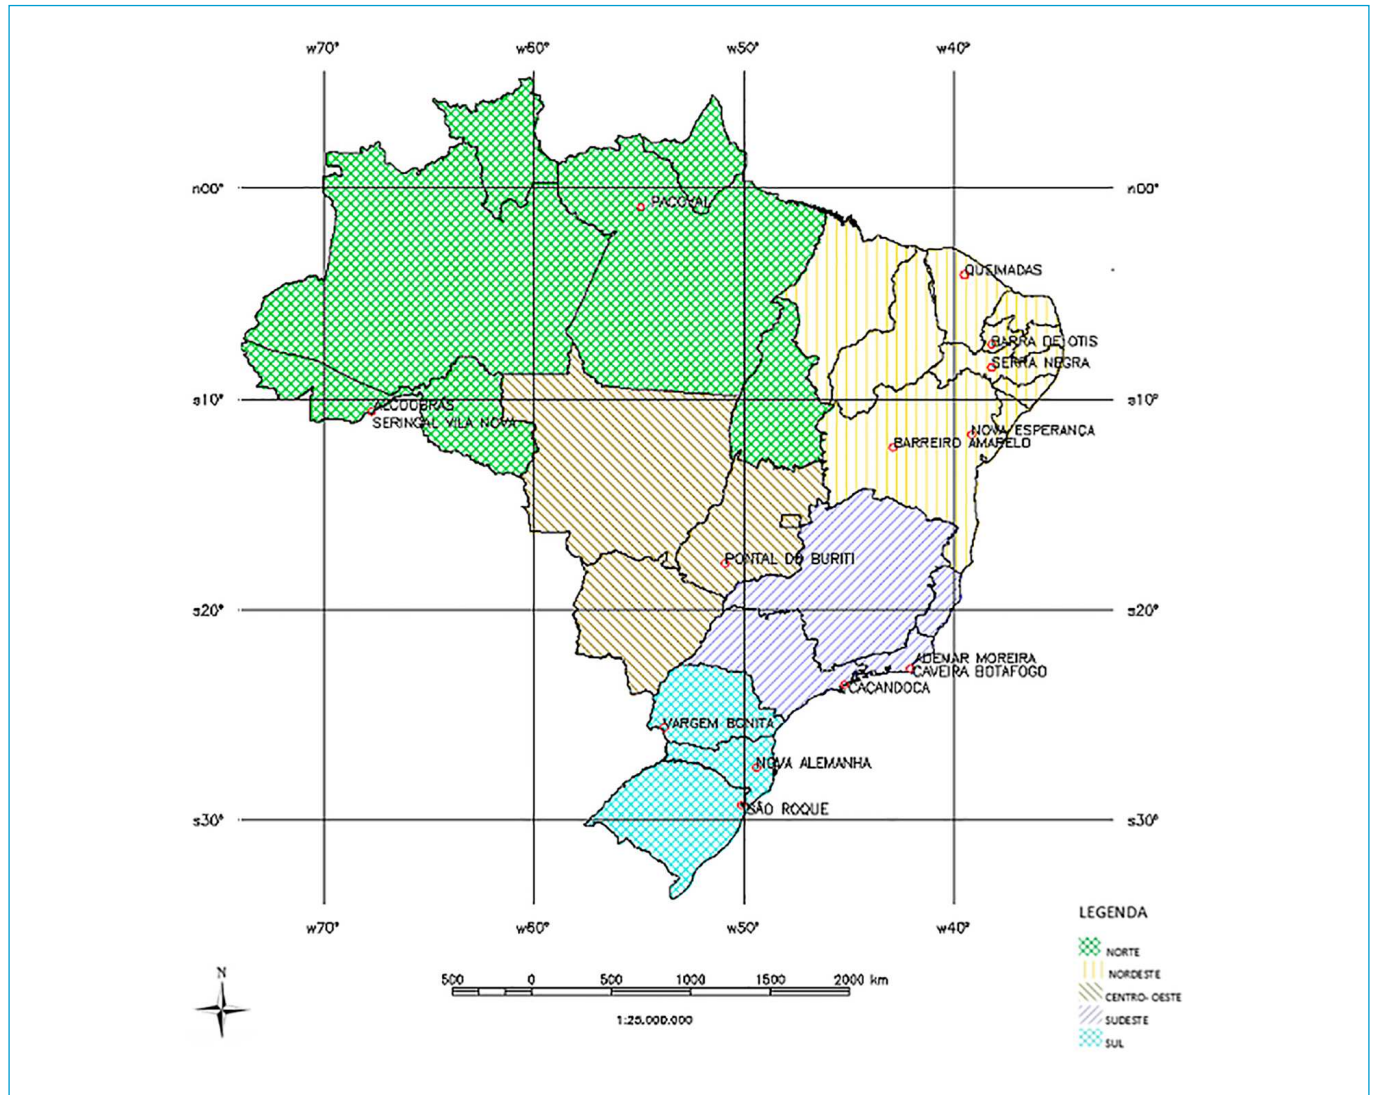 w70° w60° w50° w40°
n00° n00°
PACOVAL
QUEIMADAS
BARRA DE OTIS
SERRA NEGRA
s10° s10°
ALCOOBRAS
SERINGAL VILA NOVA
NOVA ESPERANÇA
BARREIRO AMARELO
PONTAL DO BURITI
s20° s20°
ADEMAR MOREIRA
CAVEIRA BOTAFOGO
CAÇANDOCA
VARGEM BONITA
NOVA ALEMANHA
SÃO ROQUE
s30° s30°
w70° w60° w50° w40°
LEGENDA
NORTE
NORDESTE
CENTRO-OESTE
SUDESTE
SUL
N
500 0 500 1000 1500 2000 km
1:25.000.000